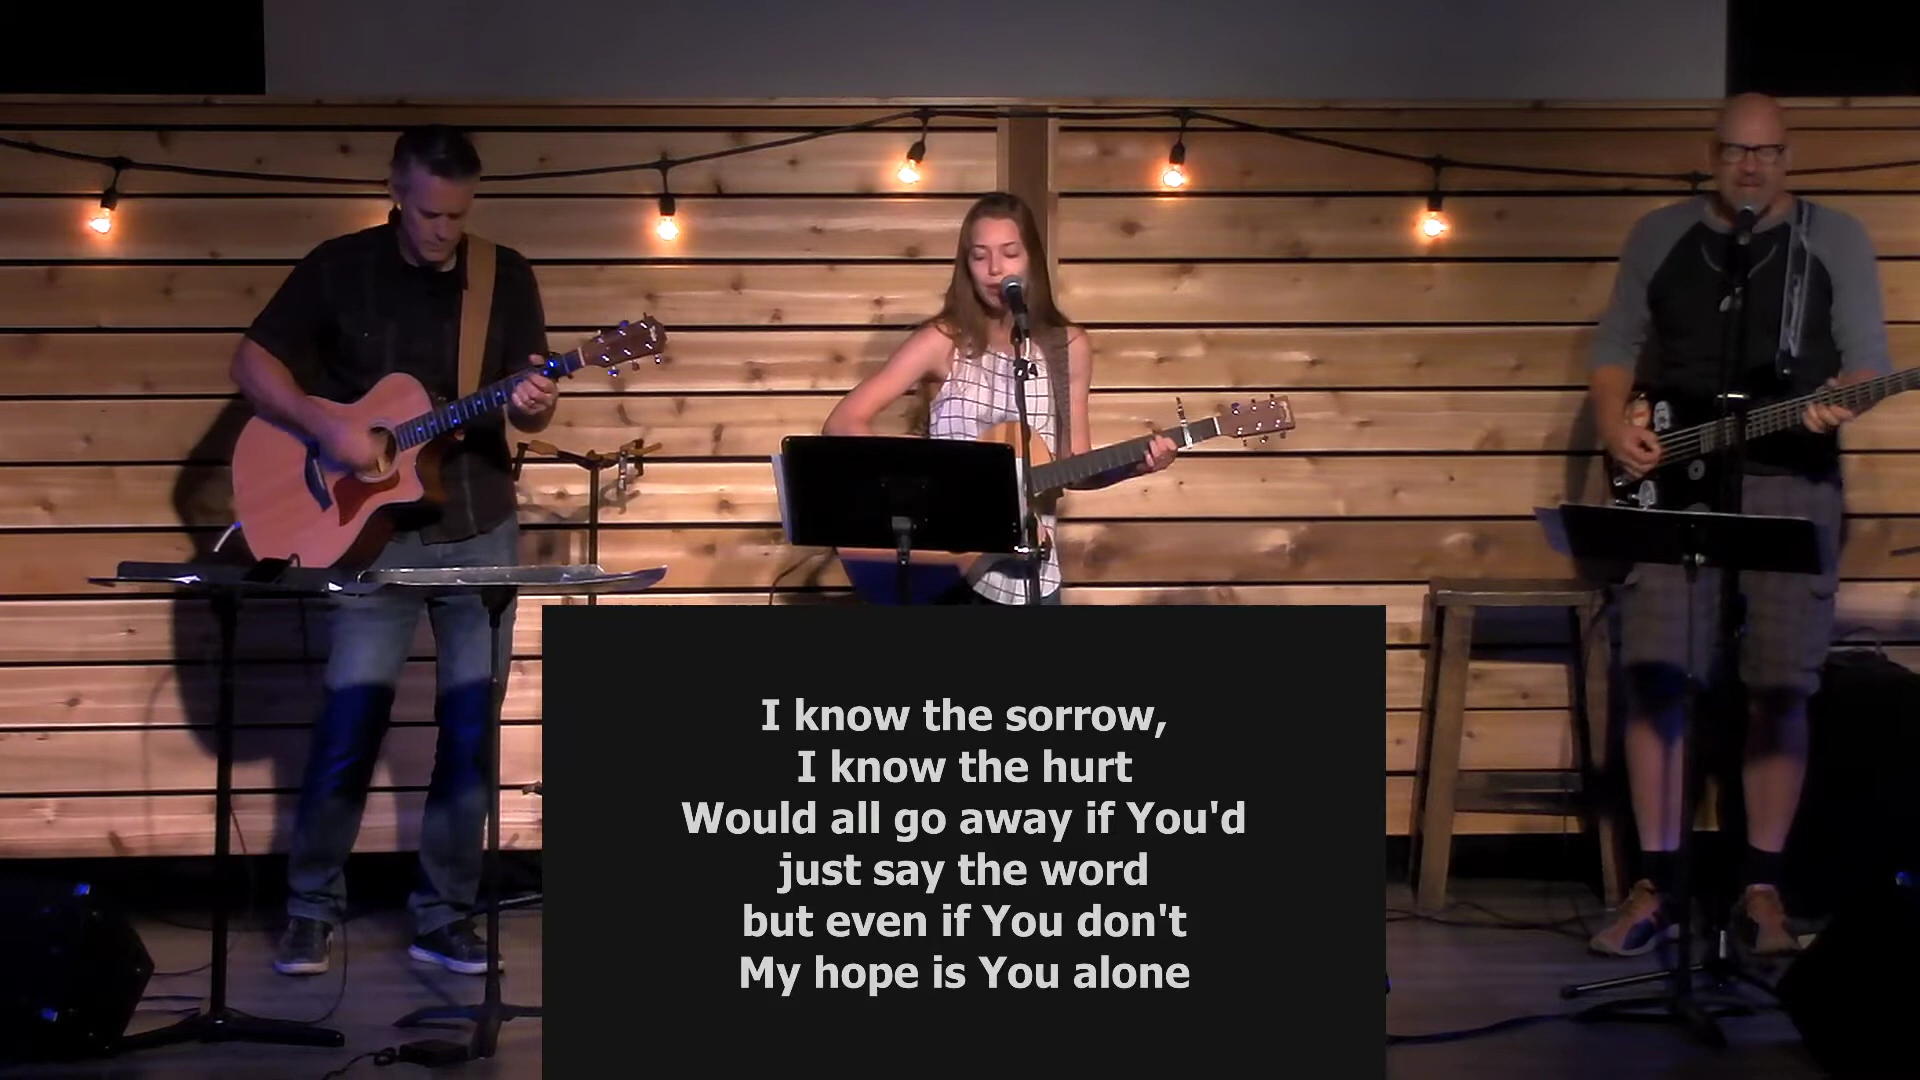 I know the sorrow,
I know the hurt
Would all go away if You'd
just say the word
but even if You don't
My hope is You alone